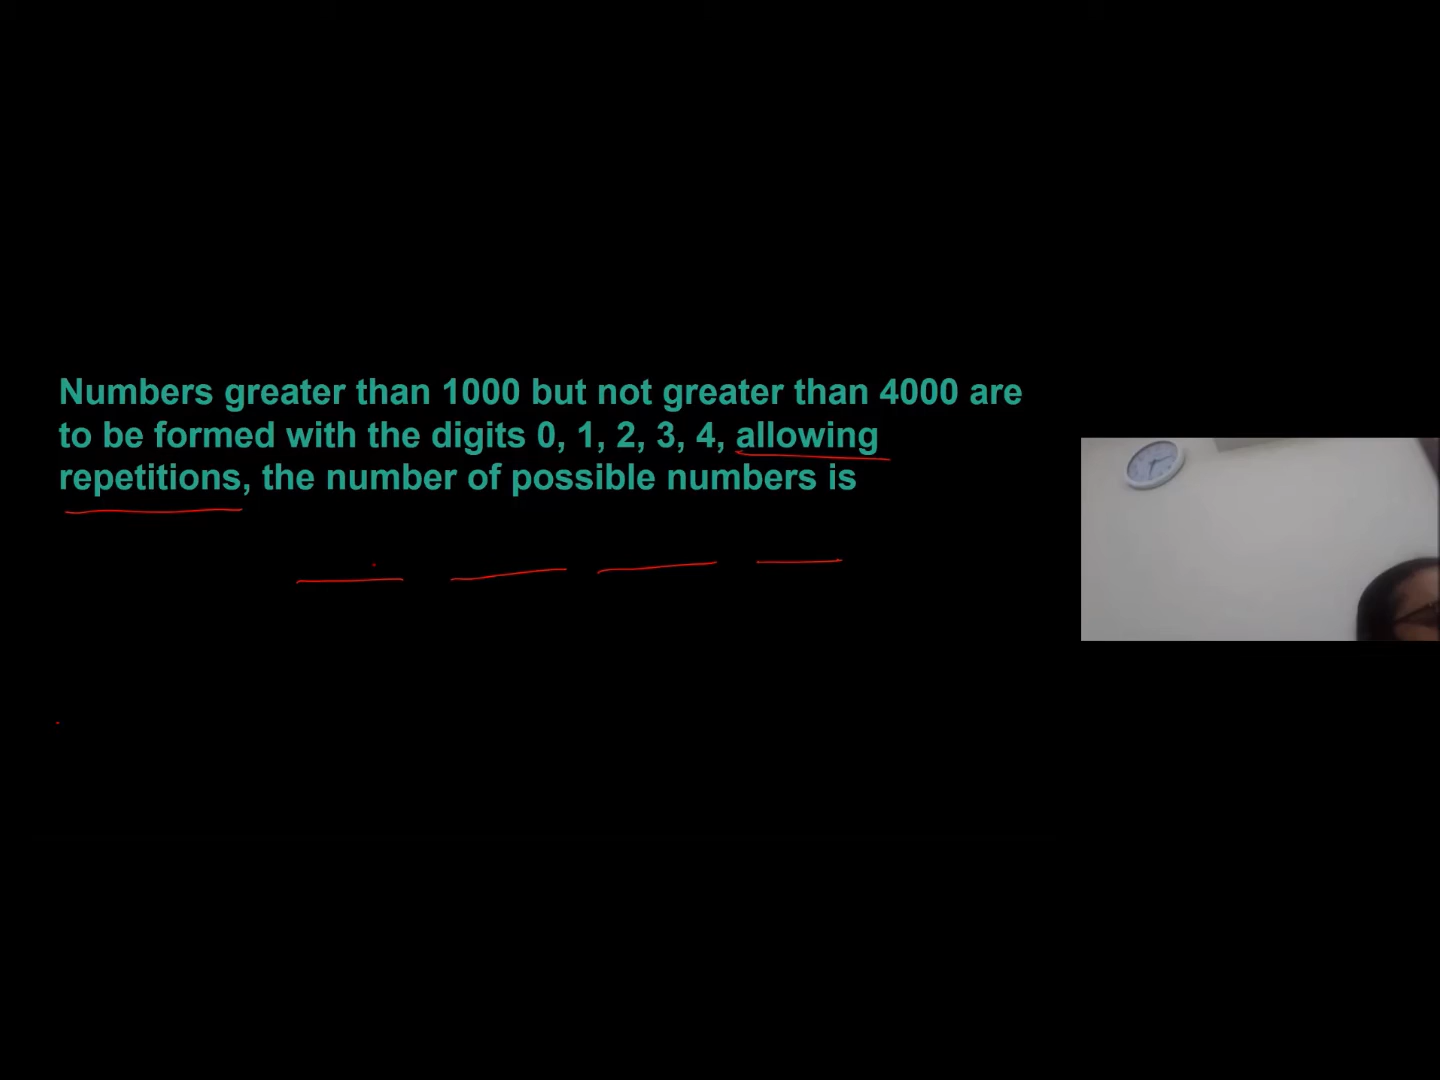 Numbers greater than 1000 but not greater than 4000 are
to be formed with the digits 0, 1, 2, 3, 4, allowing
repetitions, the number of possible numbers is